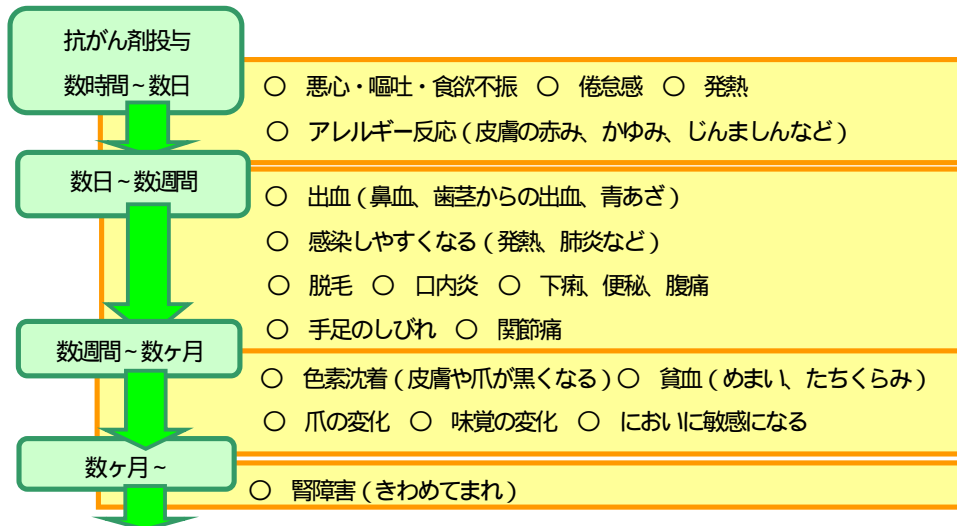 抗がん剤投与
数時間～数日
○ 悪心・嘔吐・食欲不振 ○ 倦怠感 ○ 発熱
○ アレルギー反応（皮膚の赤み、かゆみ、じんましんなど）
数日～数週間
○ 出血（鼻血、歯茎からの出血、青あざ）
○ 感染しやすくなる（発熱、肺炎など）
○ 脱毛 ○ 口内炎 ○ 下痢、便秘、腹痛
○ 手足のしびれ ○ 関節痛
数週間～数ヶ月
○ 色素沈着（皮膚や爪が黒くなる）○ 貧血（めまい、たちくらみ）
○ 爪の変化 ○ 味覚の変化 ○ においに敏感になる
数ヶ月～
○ 腎障害（きわめてまれ）